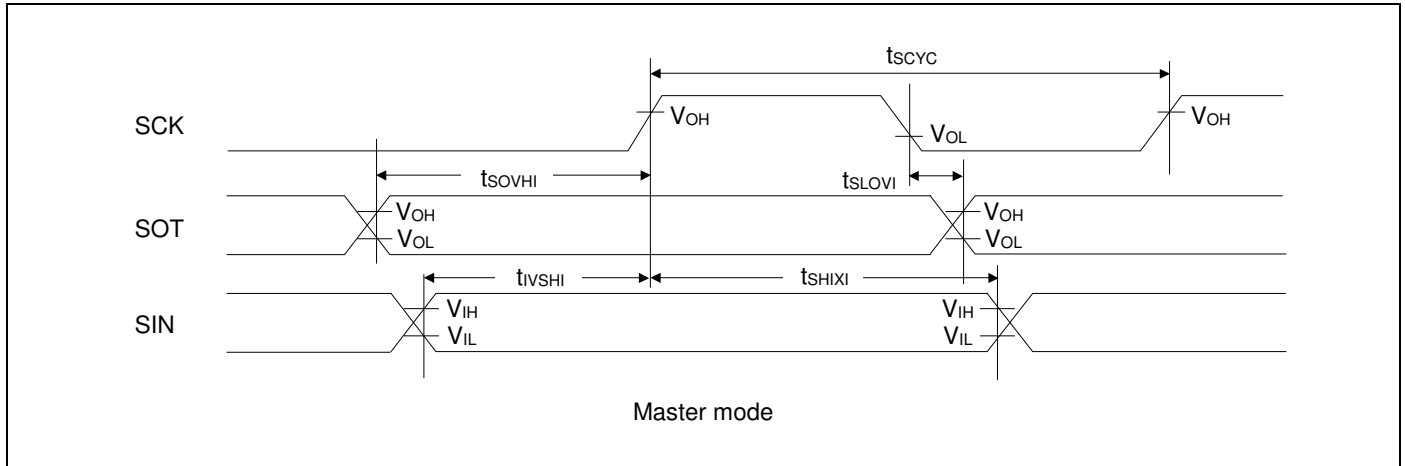 tSCYC
SCK
VOH
VOL
VOH
tSOVHI
tSLOVI
SOT
VOH
VOL
VOH
VOL
tIVSHI
tSHIXI
SIN
VIH
VIL
VIH
VIL
Master mode